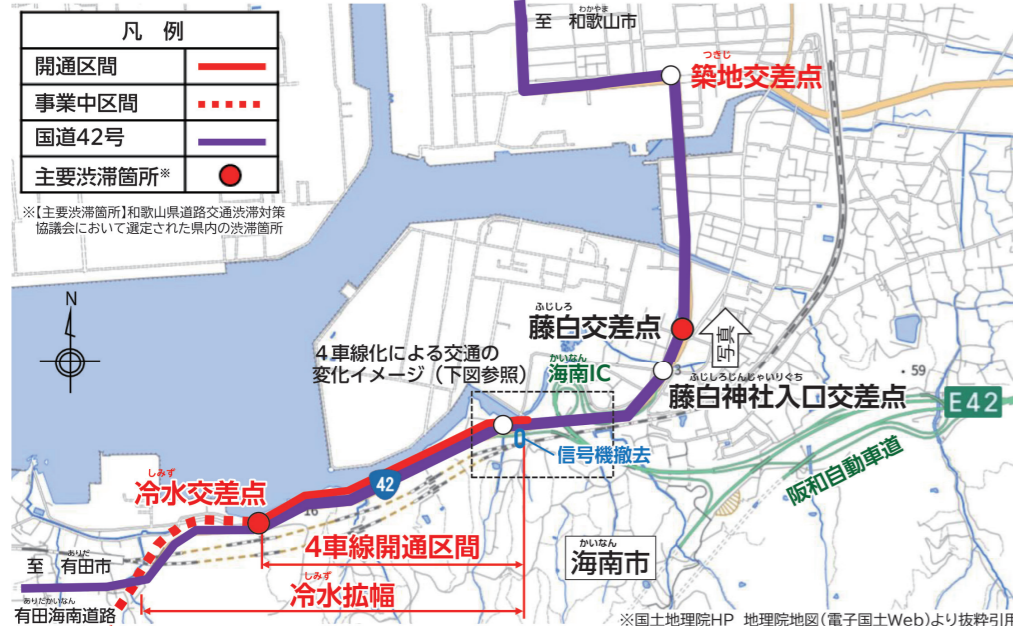 凡 例
開通区間
事業中区間
国道42号
主要渋滞箇所※
※【主要渋滞箇所】和歌山県道路交通渋滞対策
協議会において選定された県内の渋滞箇所
わかやま
至 和歌山市
つきじ
築地交差点
N
ふじしろ
藤白交差点
写真
4車線化による交通の
変化イメージ（下図参照）
かいなん
海南IC
3
ふじしろじんじゃいりぐち
藤白神社入口交差点
・59
E42
信号機撤去
阪和自動車道
42
しみず
冷水交差点
16
4車線開通区間
かいなん
海南市
ありだ
至 有田市
しみず
冷水拡幅
ありだかいなん
有田海南道路
※国土地理院HP 地理院地図（電子国土Web）より抜粋引用